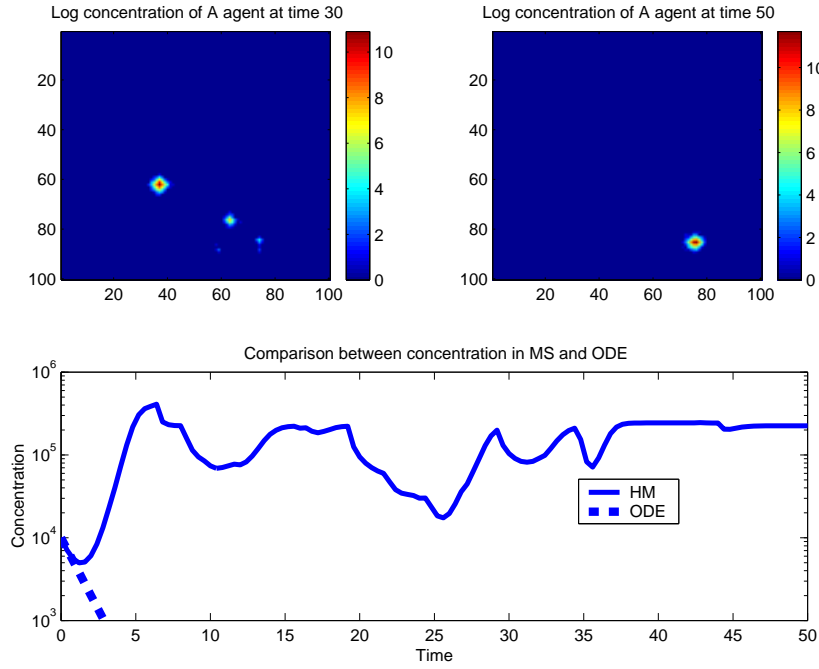 Log concentration of A agent at time 30
20
40
60
80
100
20 40 60 80 100
10
8
6
4
2
0
Log concentration of A agent at time 50
20
40
60
80
100
20 40 60 80 100
10
8
6
4
2
0
Comparison between concentration in MS and ODE
Concentration
10^6
10^5
10^4
10^3
HM
ODE
0 5 10 15 20 25 30 35 40 45 50
Time